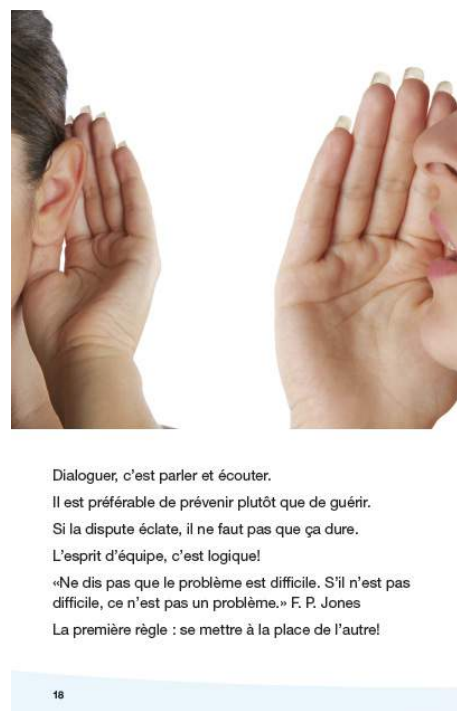 Dialoguer, c'est parler et écouter.
Il est préférable de prévenir plutôt que de guérir.
Si la dispute éclate, il ne faut pas que ça dure.
L'esprit d'équipe, c'est logique!
«Ne dis pas que le problème est difficile. S'il n'est pas
difficile, ce n'est pas un problème.» F. P. Jones
La première règle : se mettre à la place de l'autre!
18